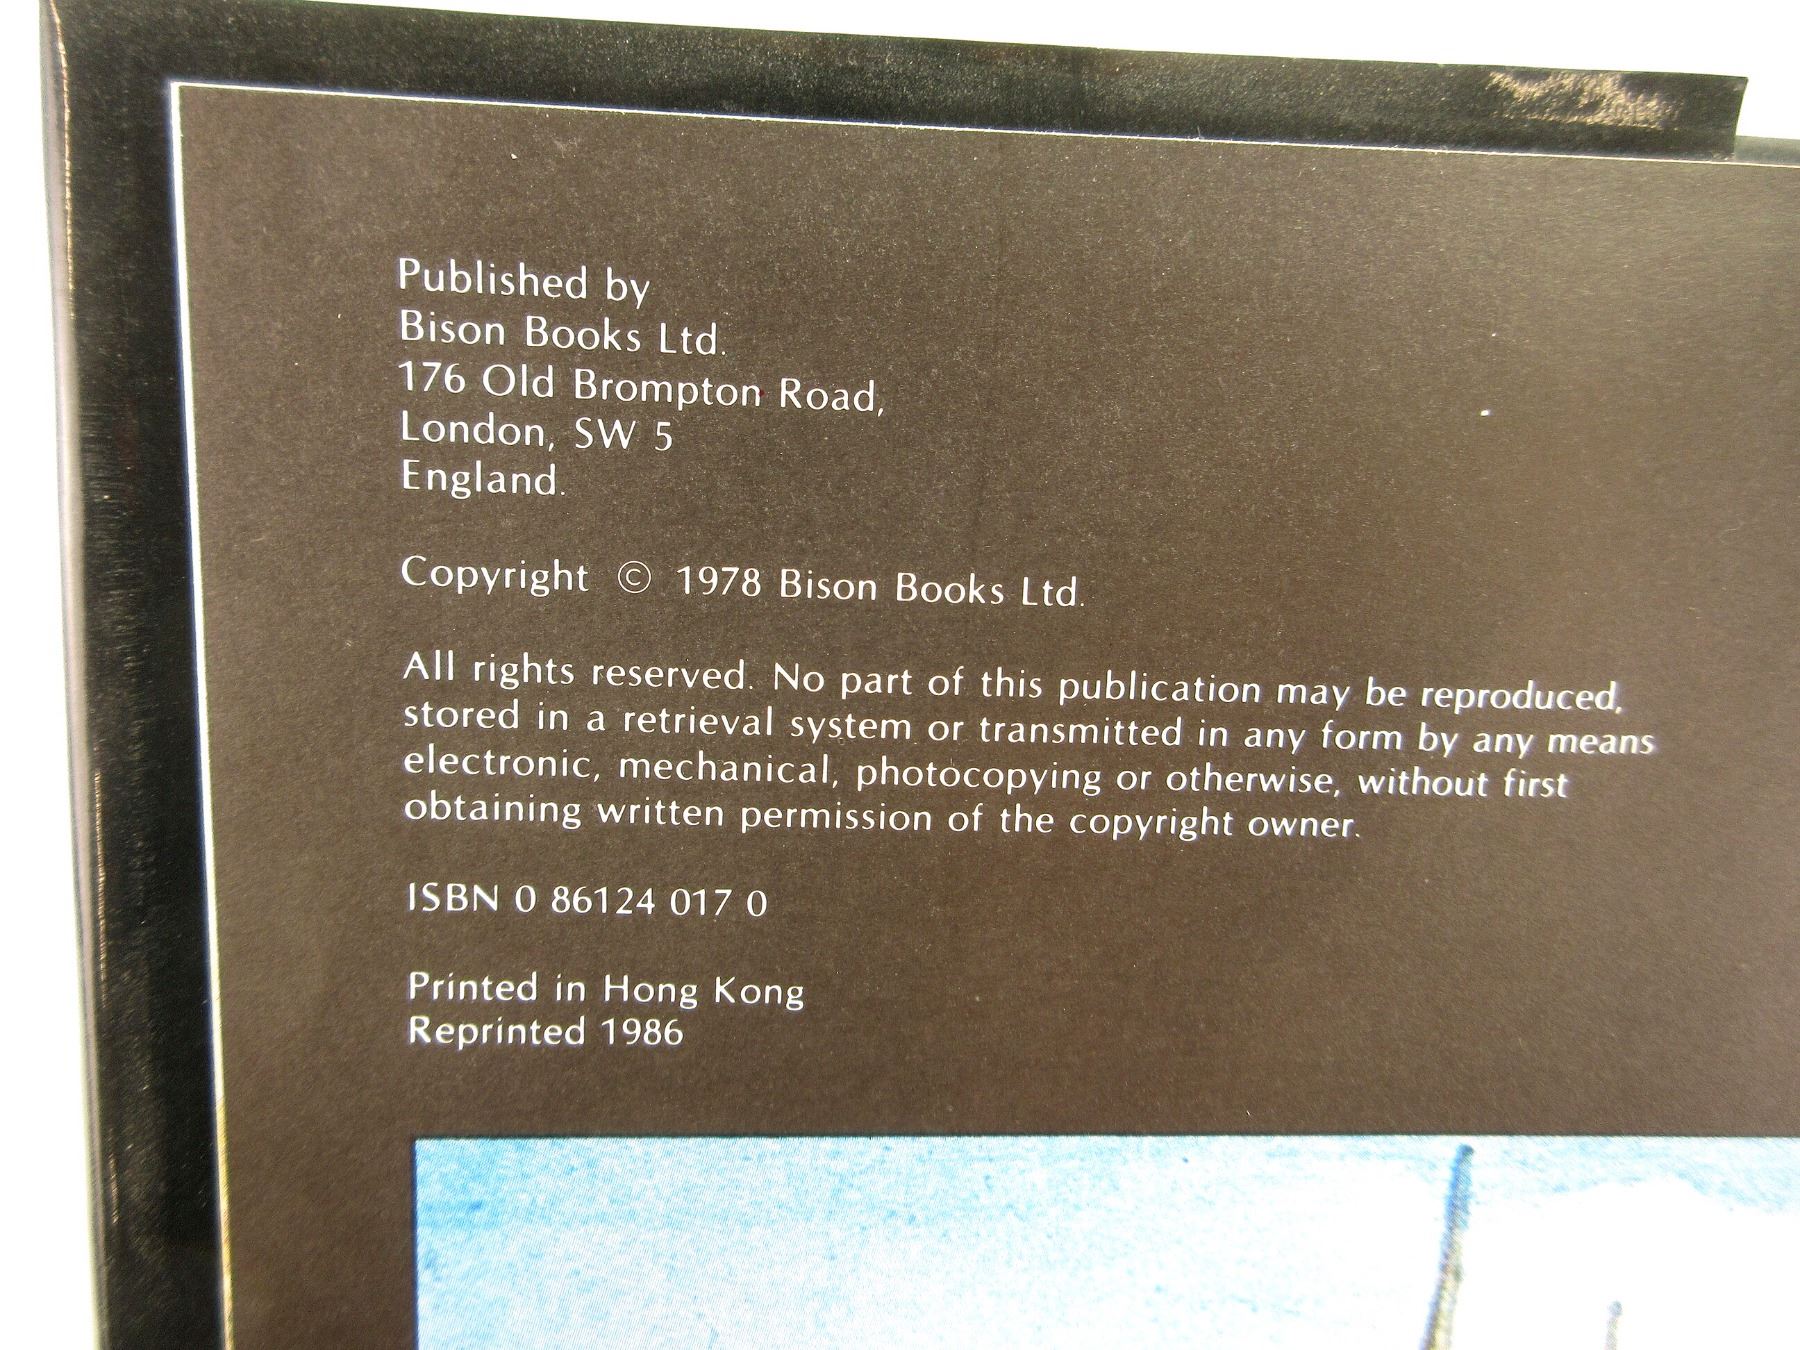 Published by
Bison Books Ltd.
176 Old Brompton Road,
London, SW 5
England.
Copyright © 1978 Bison Books Ltd.
All rights reserved. No part of this publication may be reproduced,
stored in a retrieval system or transmitted in any form by any means
electronic, mechanical, photocopying or otherwise, without first
obtaining written permission of the copyright owner.
ISBN 0 86124 017 0
Printed in Hong Kong
Reprinted 1986